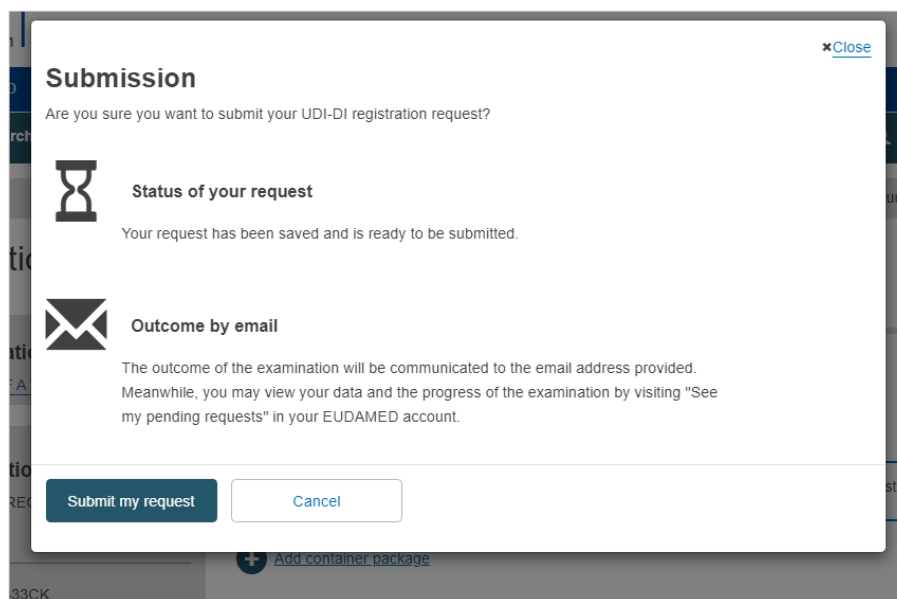 ✖Close
Submission
Are you sure you want to submit your UDI-DI registration request?
Status of your request
Your request has been saved and is ready to be submitted.
Outcome by email
The outcome of the examination will be communicated to the email address provided.
Meanwhile, you may view your data and the progress of the examination by visiting "See
my pending requests" in your EUDAMED account.
Submit my request
Cancel
Add container package
33CK